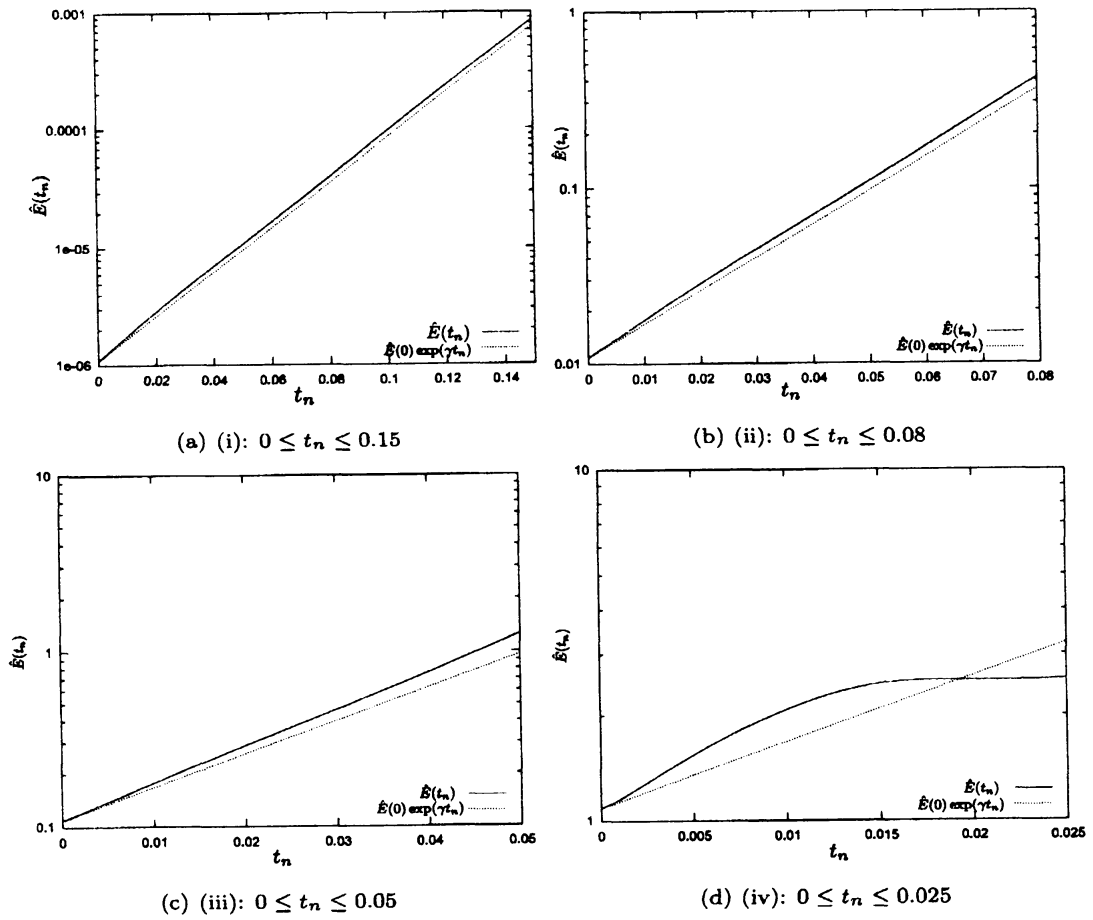 0.001
0.0001
1e-05
1e-06
Ê(t_n)
Ê(t_n)
Ê(0) exp(γt_n)
0 0.02 0.04 0.06 0.08 0.1 0.12 0.14
t_n
(a) (i): 0 ≤ t_n ≤ 0.15
1
0.1
0.01
Ê(t_n)
Ê(t_n)
Ê(0) exp(γt_n)
0 0.01 0.02 0.03 0.04 0.05 0.06 0.07 0.08
t_n
(b) (ii): 0 ≤ t_n ≤ 0.08
10
1
0.1
Ê(t_n)
Ê(t_n)
Ê(0) exp(γt_n)
0 0.01 0.02 0.03 0.04 0.05
t_n
(c) (iii): 0 ≤ t_n ≤ 0.05
10
1
Ê(t_n)
Ê(t_n)
Ê(0) exp(γt_n)
0 0.005 0.01 0.015 0.02 0.025
t_n
(d) (iv): 0 ≤ t_n ≤ 0.025